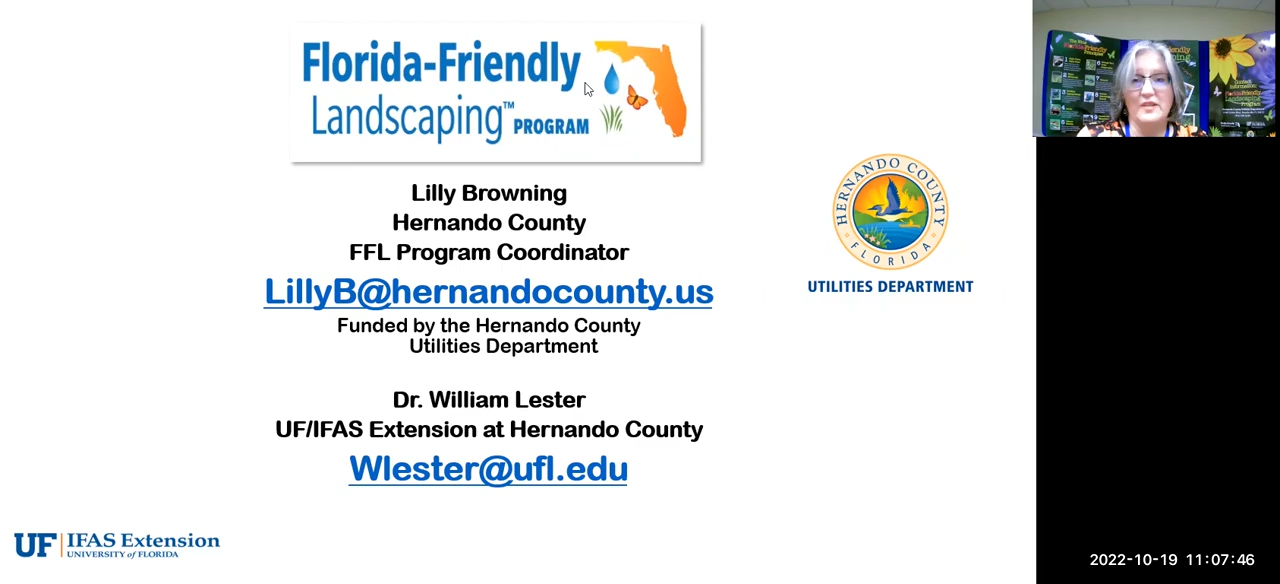 Florida-Friendly
Landscaping™ PROGRAM
Lilly Browning
Hernando County
FFL Program Coordinator
LillyB@hernandocounty.us
Funded by the Hernando County
Utilities Department
Dr. William Lester
UF/IFAS Extension at Hernando County
Wlester@ufl.edu
HERNANDO COUNTY
FLORIDA
UTILITIES DEPARTMENT
UF IFAS Extension
UNIVERSITY of FLORIDA
2022-10-19 11:07:46